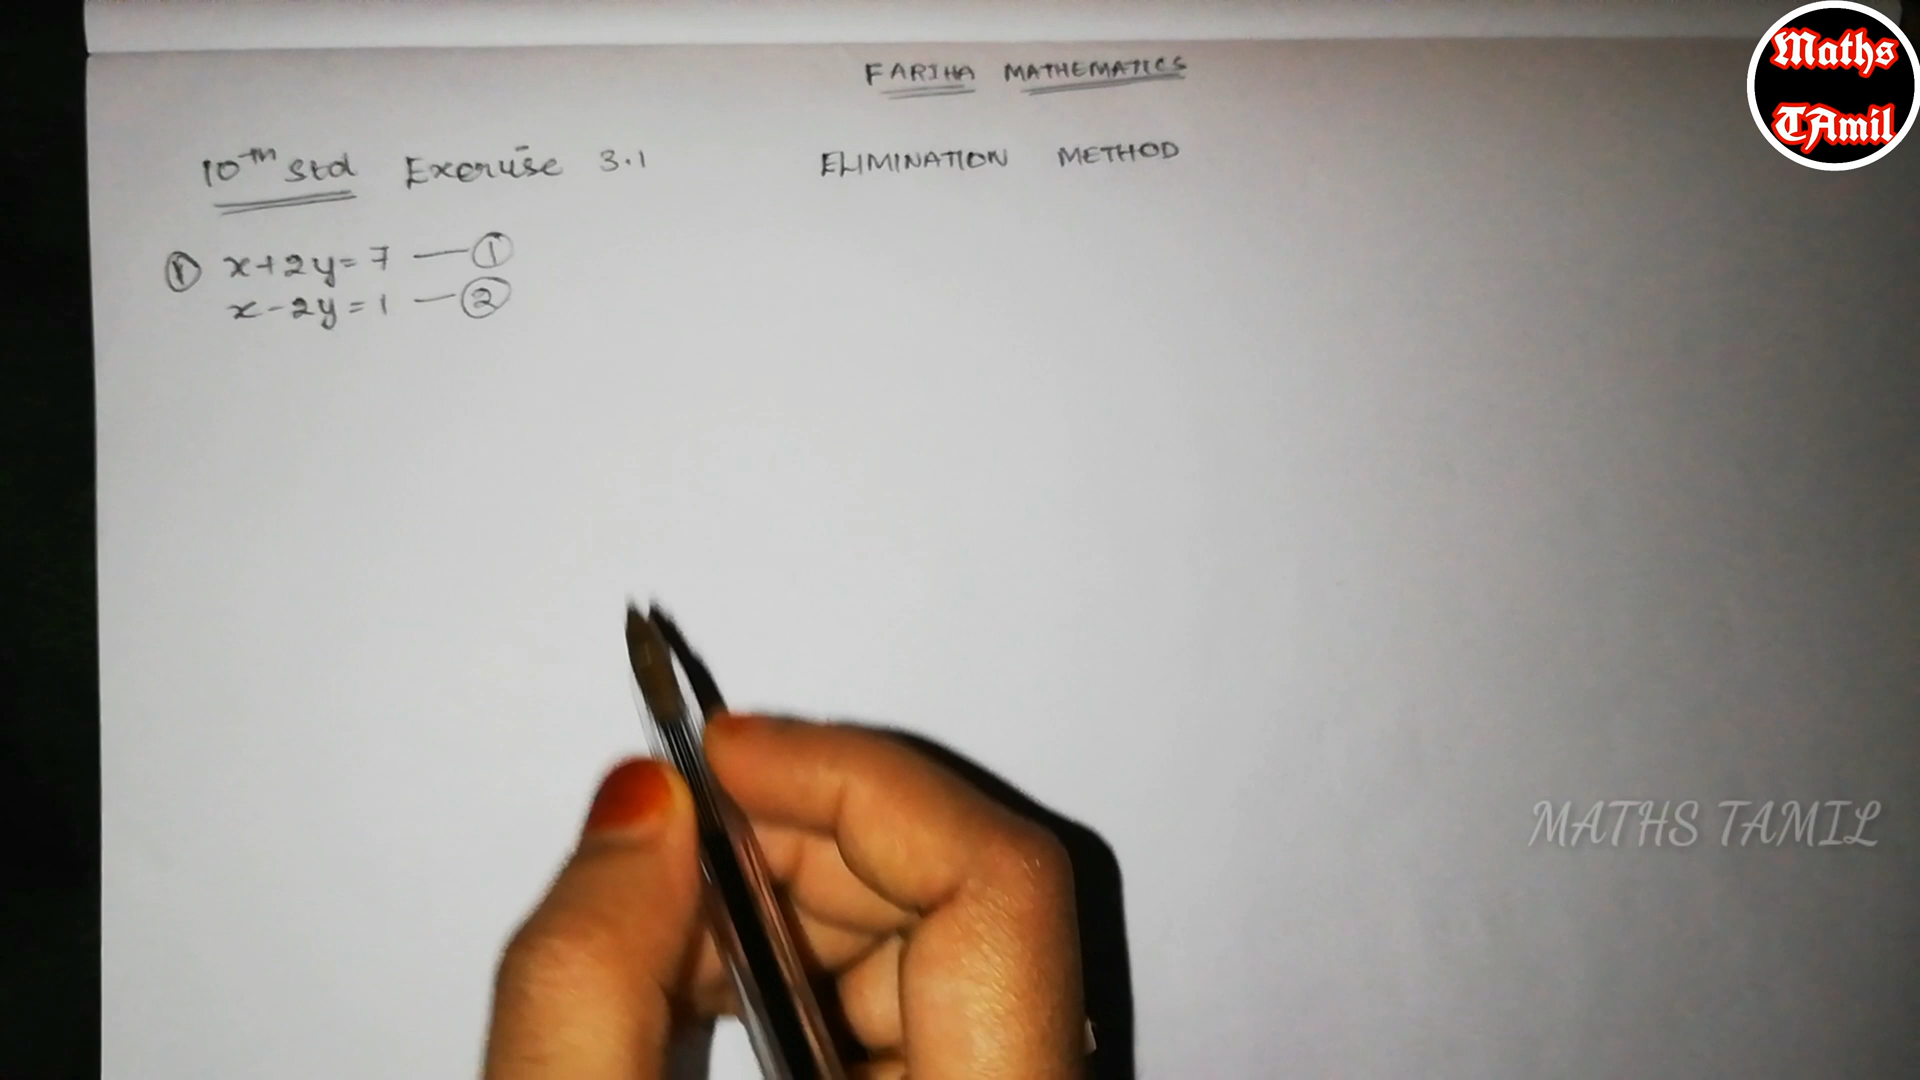 FARIHA MATHEMATICS
10th Std Exercise 3.1 ELIMINATION METHOD
① x+2y=7 — ①
x-2y=1 — ②
Maths
TAmil
MATHS TAMIL